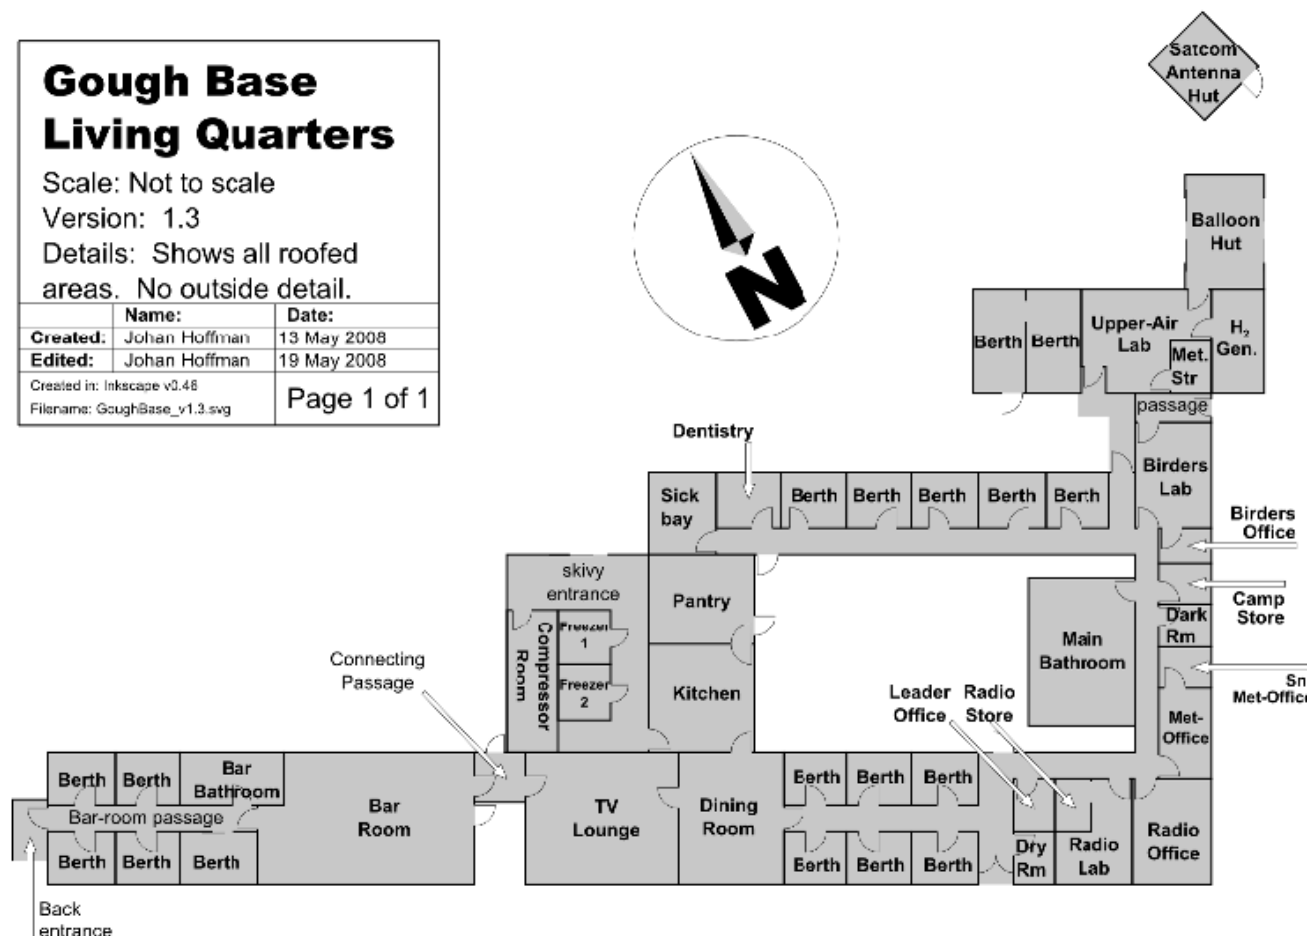 Gough Base
Living Quarters
Scale: Not to scale
Version: 1.3
Details: Shows all roofed
areas. No outside detail.
Name:
Date:
Created:
Johan Hoffman
13 May 2008
Edited:
Johan Hoffman
19 May 2008
Created in: Inkscape v0.46
Filename: GoughBase_v1.3.svg
Page 1 of 1
N
Satcom
Antenna
Hut
Balloon
Hut
Berth
Berth
Upper-Air
Lab
H₂
Gen.
Met.
Str
passage
Dentistry
Sick
bay
Berth
Berth
Berth
Berth
Berth
Birders
Lab
Birders
Office
skivy
entrance
Pantry
Camp
Store
Dark
Rm
Compressor
Room
Freezer
1
Freezer
2
Kitchen
Main
Bathroom
Connecting
Passage
Leader
Office
Radio
Store
Sn
Met-Office
Met-
Office
Berth
Berth
Bar
Bathroom
Bar-room passage
Berth
Berth
Berth
Bar
Room
TV
Lounge
Dining
Room
Berth
Berth
Berth
Berth
Berth
Berth
Dry
Rm
Radio
Lab
Radio
Office
Back
entrance